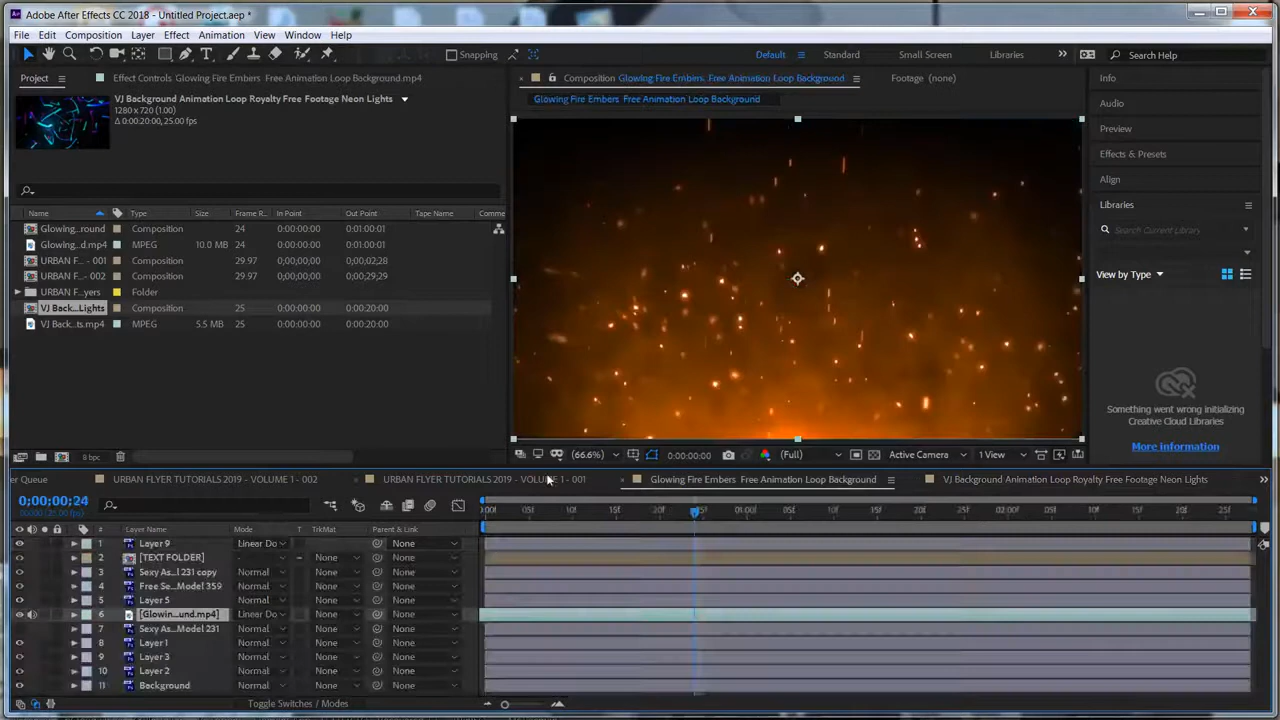 Adobe After Effects CC 2018 - Untitled Project.aep *
File Edit Composition Layer Effect Animation View Window Help
Snapping
Default Standard Small Screen Libraries Search Help
Project Effect Controls Glowing Fire Embers Free Animation Loop Background.mp4
Composition Glowing Fire Embers Free Animation Loop Background Footage (none)
Glowing Fire Embers Free Animation Loop Background
VJ Background Animation Loop Royalty Free Footage Neon Lights
1280 x 720 (1.00)
Δ 0:00:20:00, 25.00 fps
Name Type Size Frame R... In Point Out Point Tape Name Comme
Glowing...round Composition 24 0:00:00:00 0:01:00:01
Glowing...d.mp4 MPEG 10.0 MB 24 0:00:00:00 0:01:00:01
URBAN F... - 001 Composition 29.97 0;00;00;00 0;00;02;28
URBAN F... - 002 Composition 29.97 0;00;00;00 0;00;29;29
URBAN F...yers Folder
VJ Back...Lights Composition 25 0:00:00:00 0:00:20:00
VJ Back...ts.mp4 MPEG 5.5 MB 25 0:00:00:00 0:00:20:00
8 bpc
(66.6%) 0:00:00:00 (Full) Active Camera 1 View
Info
Audio
Preview
Effects & Presets
Align
Libraries
Search Current Library
View by Type
Something went wrong initializing
Creative Cloud Libraries
More information
er Queue URBAN FLYER TUTORIALS 2019 - VOLUME 1 - 002 URBAN FLYER TUTORIALS 2019 - VOLUME 1 - 001 Glowing Fire Embers Free Animation Loop Background VJ Background Animation Loop Royalty Free Footage Neon Lights
0;00;00;24
# Layer Name Mode T TrkMat Parent & Link
05f 10f 20f 01:00f 05f 10f 15f 20f 25f
1 Layer 9 Linear Do None
2 [TEXT FOLDER] - None None
3 Sexy As...l 231 copy Normal None None
4 Free Se...Model 359 Normal None None
5 Layer 5 Normal None None
6 [Glowin...und.mp4] Linear Do None None
7 Sexy As...Model 231 Normal None None
8 Layer 1 Normal None None
9 Layer 3 Normal None None
10 Layer 2 Normal None None
11 Background Normal None None
Toggle Switches / Modes